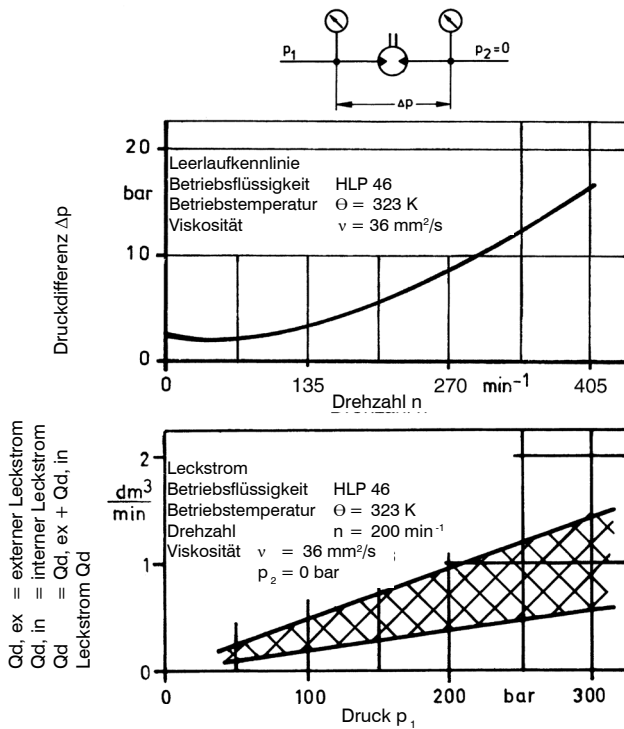 p₁
p₂=0
Δp
Druckdifferenz Δp
20
bar
10
0
Leerlaufkennlinie
Betriebsflüssigkeit HLP 46
Betriebstemperatur Θ = 323 K
Viskosität ν = 36 mm²/s
0 135 270 min⁻¹ 405
Drehzahl n
Qd, ex = externer Leckstrom
Qd, in = interner Leckstrom
Qd = Qd, ex + Qd, in
Leckstrom Qd
2
dm³/min
1
0
Leckstrom
Betriebsflüssigkeit HLP 46
Betriebstemperatur Θ = 323 K
Drehzahl n = 200 min⁻¹
Viskosität ν = 36 mm²/s
p₂ = 0 bar
0 100 200 bar 300
Druck p₁